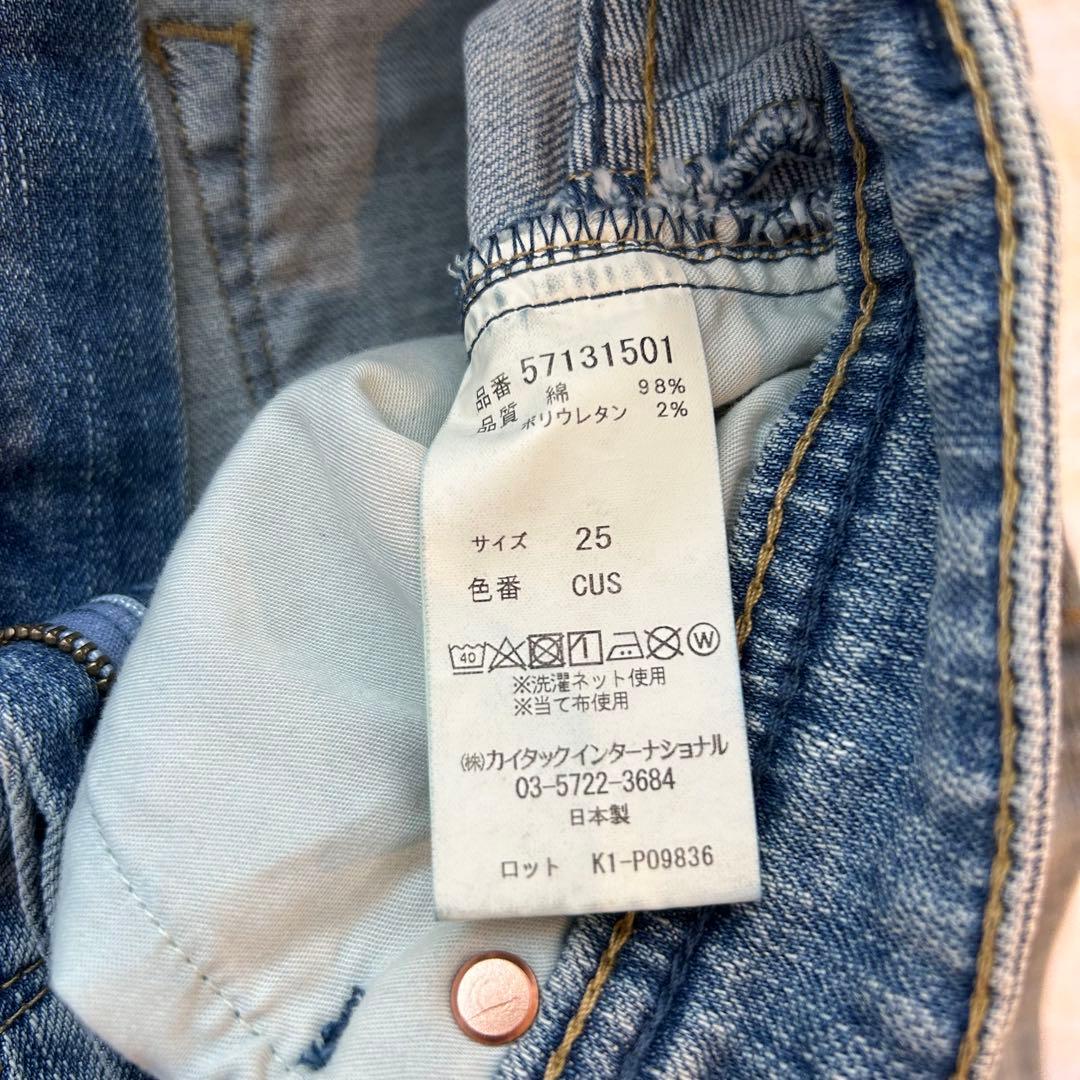 品番 57131501
品質 綿 98%
ポリウレタン 2%
サイズ 25
色番 CUS
40 W
※洗濯ネット使用
※当て布使用
㈱カイタックインターナショナル
03-5722-3684
日本製
ロット K1-P09836